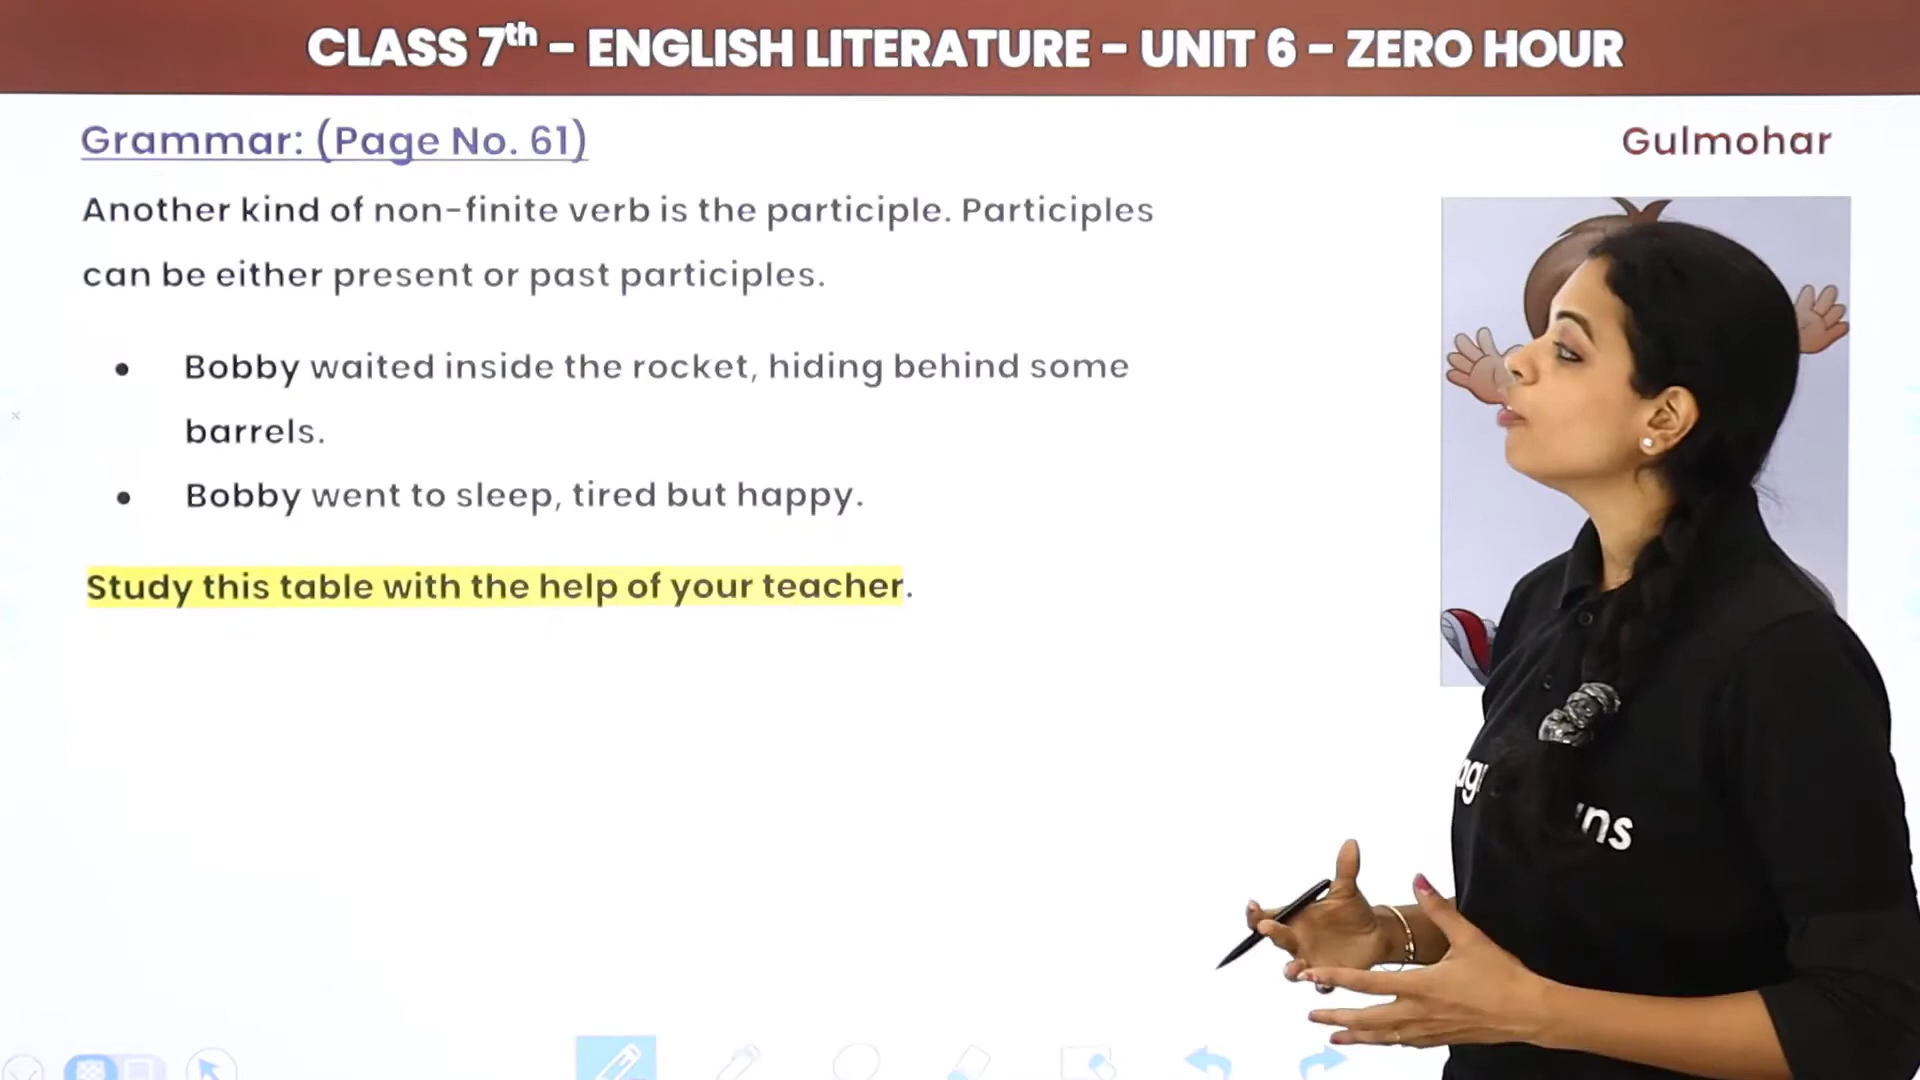 CLASS 7th – ENGLISH LITERATURE – UNIT 6 – ZERO HOUR
Grammar: (Page No. 61)
Gulmohar
Another kind of non-finite verb is the participle. Participles
can be either present or past participles.
• Bobby waited inside the rocket, hiding behind some
barrels.
• Bobby went to sleep, tired but happy.
Study this table with the help of your teacher.